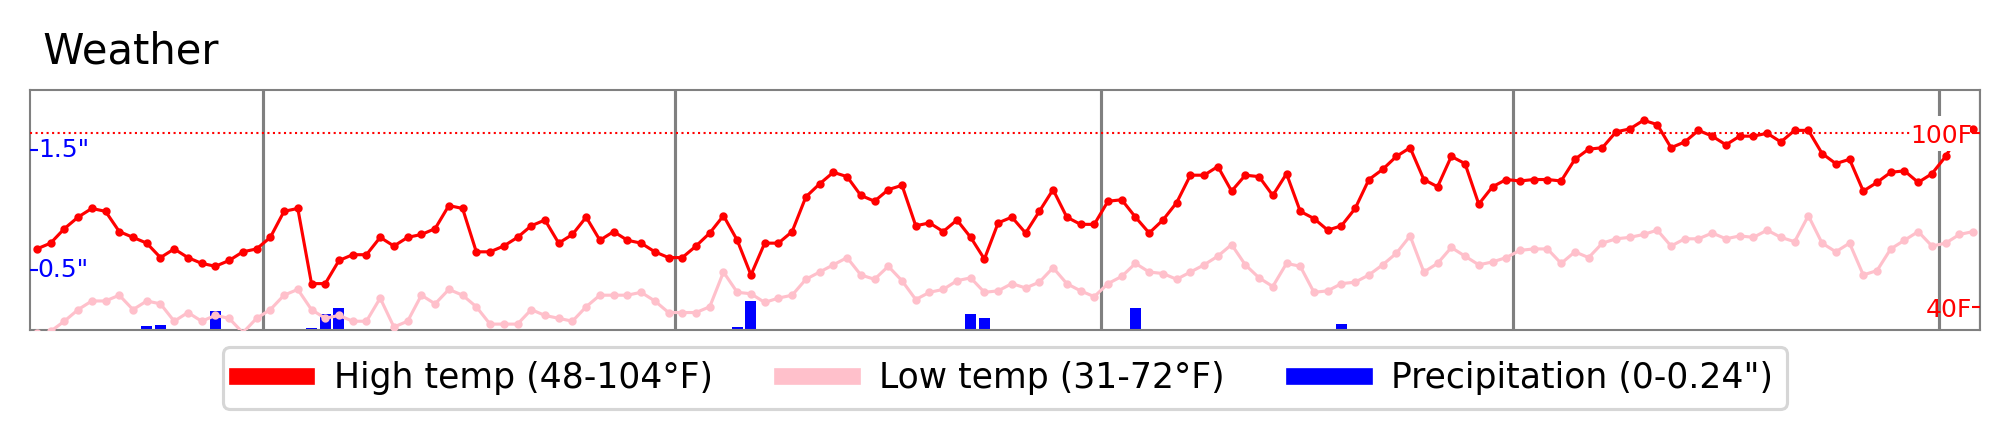 Weather
1.5"
100F
0.5"
40F
High temp (48-104°F)
Low temp (31-72°F)
Precipitation (0-0.24")